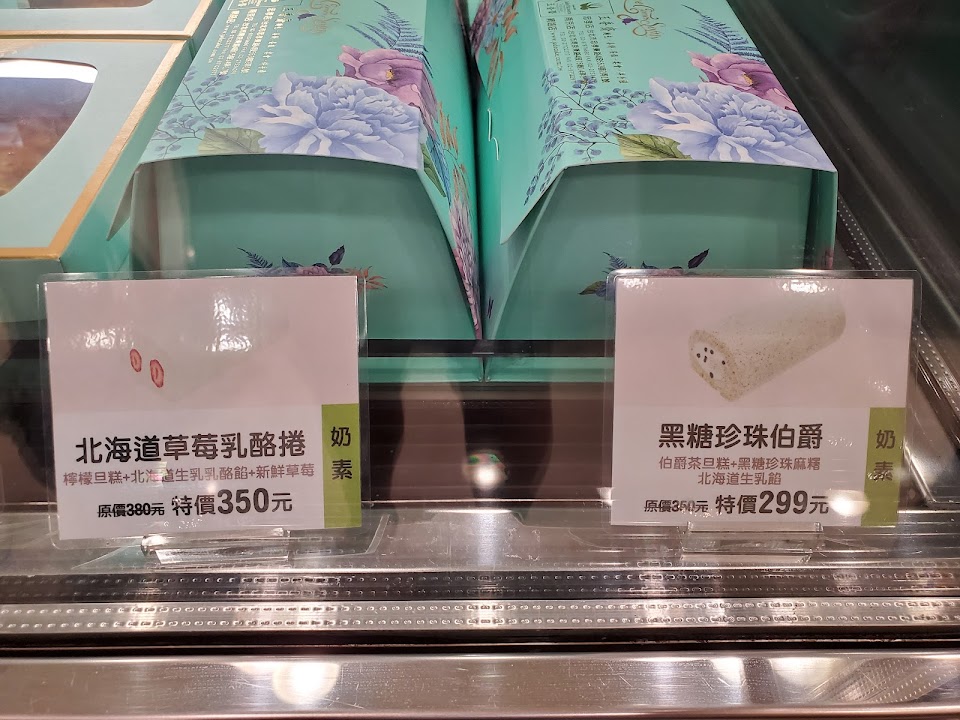 北海道草莓乳酪捲
檸檬旦糕+北海道生乳乳酪餡+新鮮草莓
原價380元 特價350元
奶素
黑糖珍珠伯爵
伯爵茶旦糕+黑糖珍珠麻糬
北海道生乳餡
原價350元 特價299元
奶素